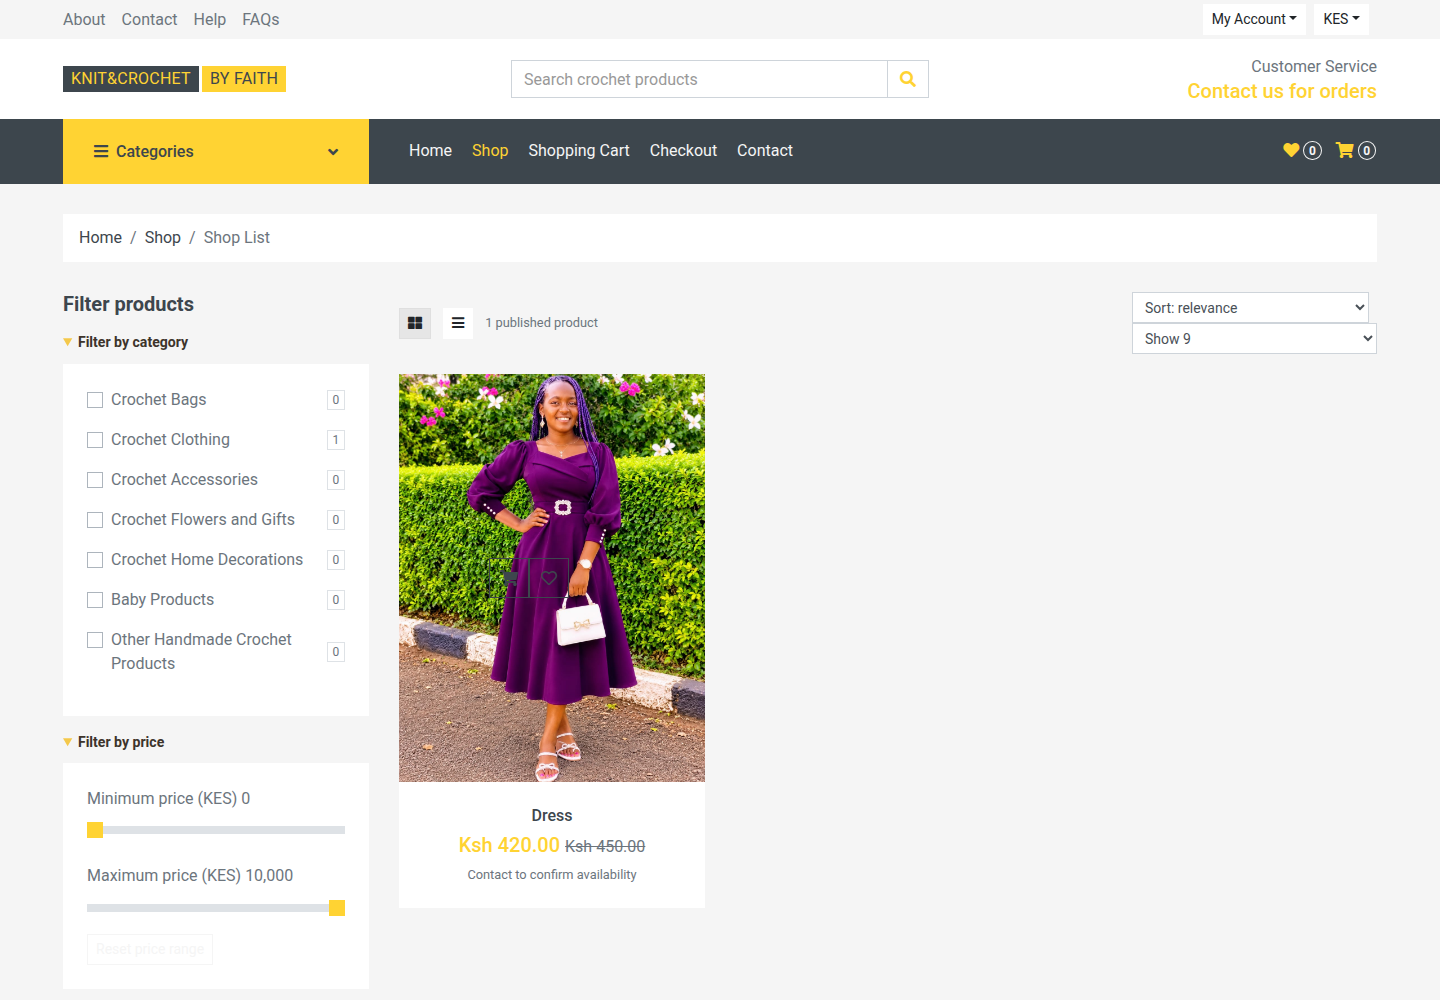 About Contact Help FAQs
My Account KES
KNIT&CROCHET BY FAITH
Search crochet products
Customer Service
Contact us for orders
Categories
Home Shop Shopping Cart Checkout Contact
0 0
Home / Shop / Shop List
Filter products
Filter by category
Crochet Bags 0
Crochet Clothing 1
Crochet Accessories 0
Crochet Flowers and Gifts 0
Crochet Home Decorations 0
Baby Products 0
Other Handmade Crochet
Products 0
Filter by price
Minimum price (KES) 0
Maximum price (KES) 10,000
Reset price range
1 published product
Sort: relevance
Show 9
Dress
Ksh 420.00 Ksh 450.00
Contact to confirm availability